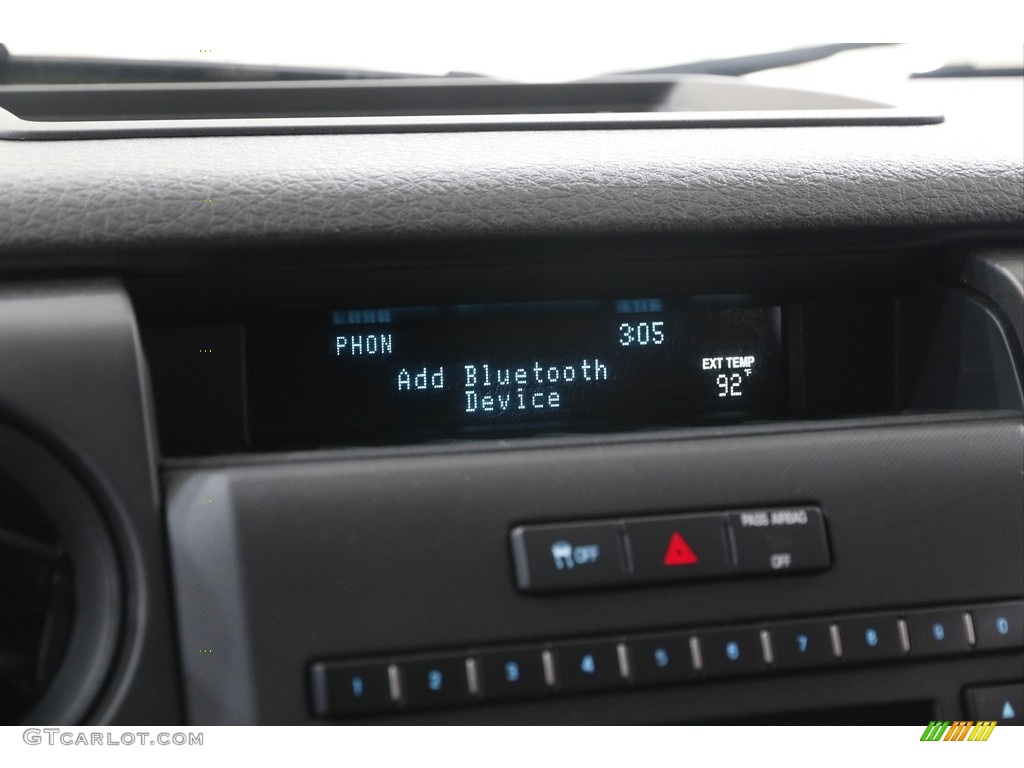 PHON 3:05
EXT TEMP
Add Bluetooth 92°F
Device
PASS AIRBAG
OFF OFF
1 2 3 4 5 6 7 8 9 0
GTCARLOT.COM